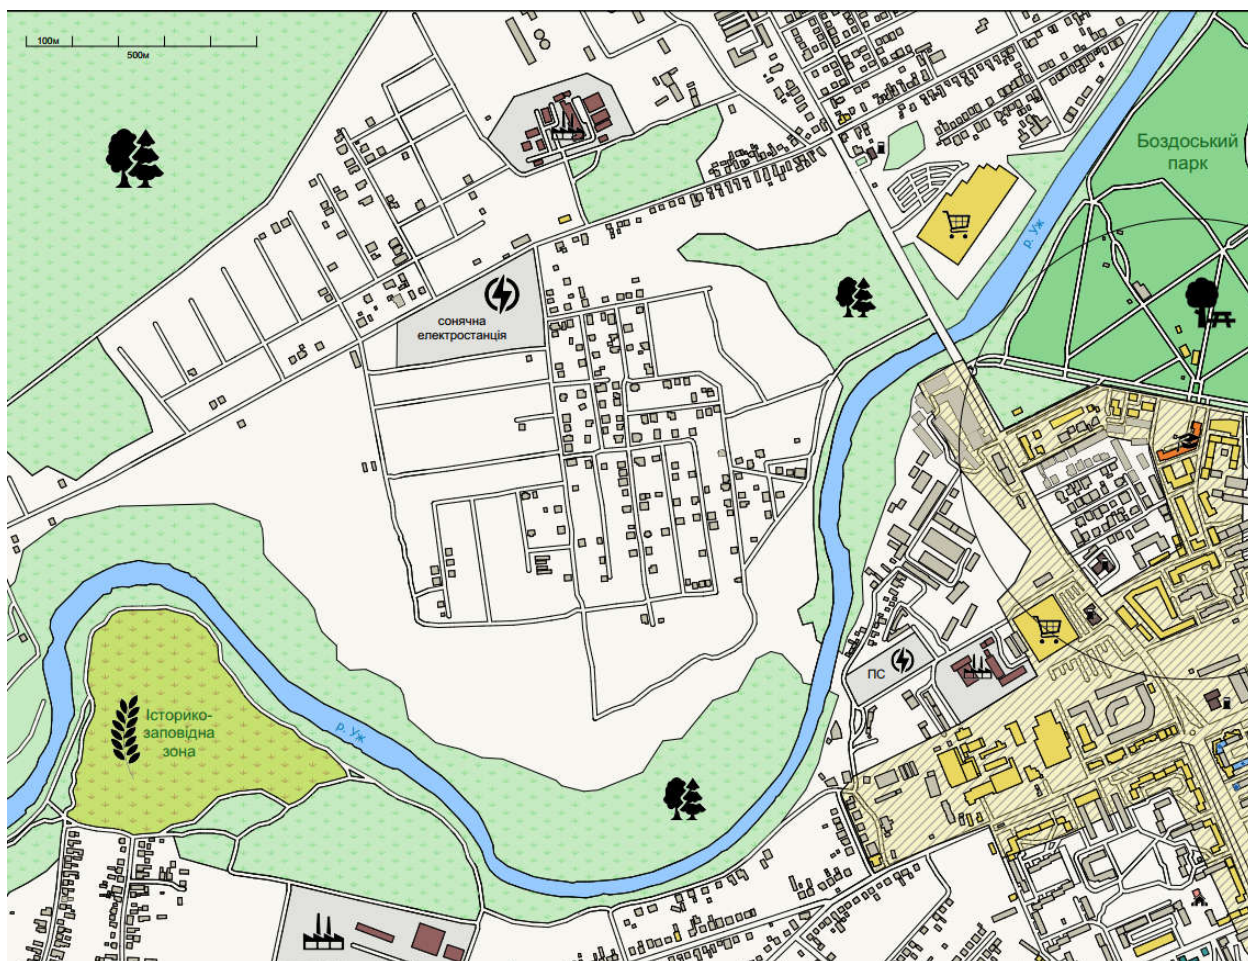 100м
500м
Боздоський
парк
р. Уж
сонячна
електростанція
ПС
Історико-
заповідна
зона
р. Уж